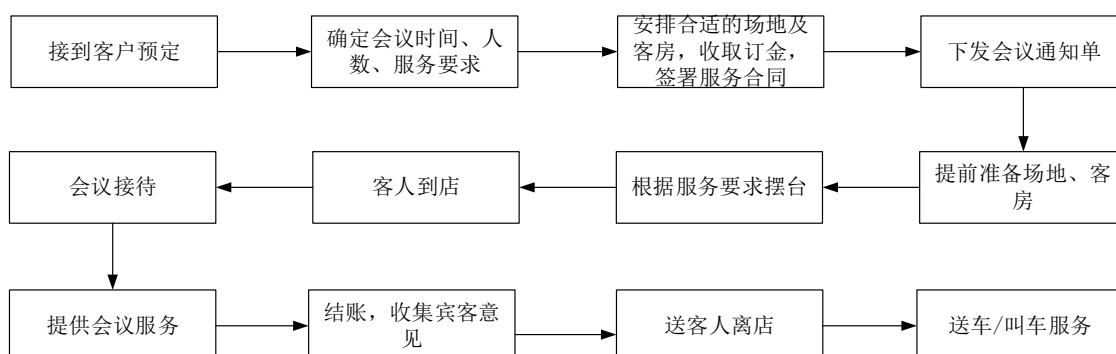 接到客户预定
确定会议时间、人
数、服务要求
安排合适的场地及
客房，收取订金，
签署服务合同
下发会议通知单
提前准备场地、客
房
根据服务要求摆台
客人到店
会议接待
提供会议服务
结账，收集宾客意
见
送客人离店
送车/叫车服务